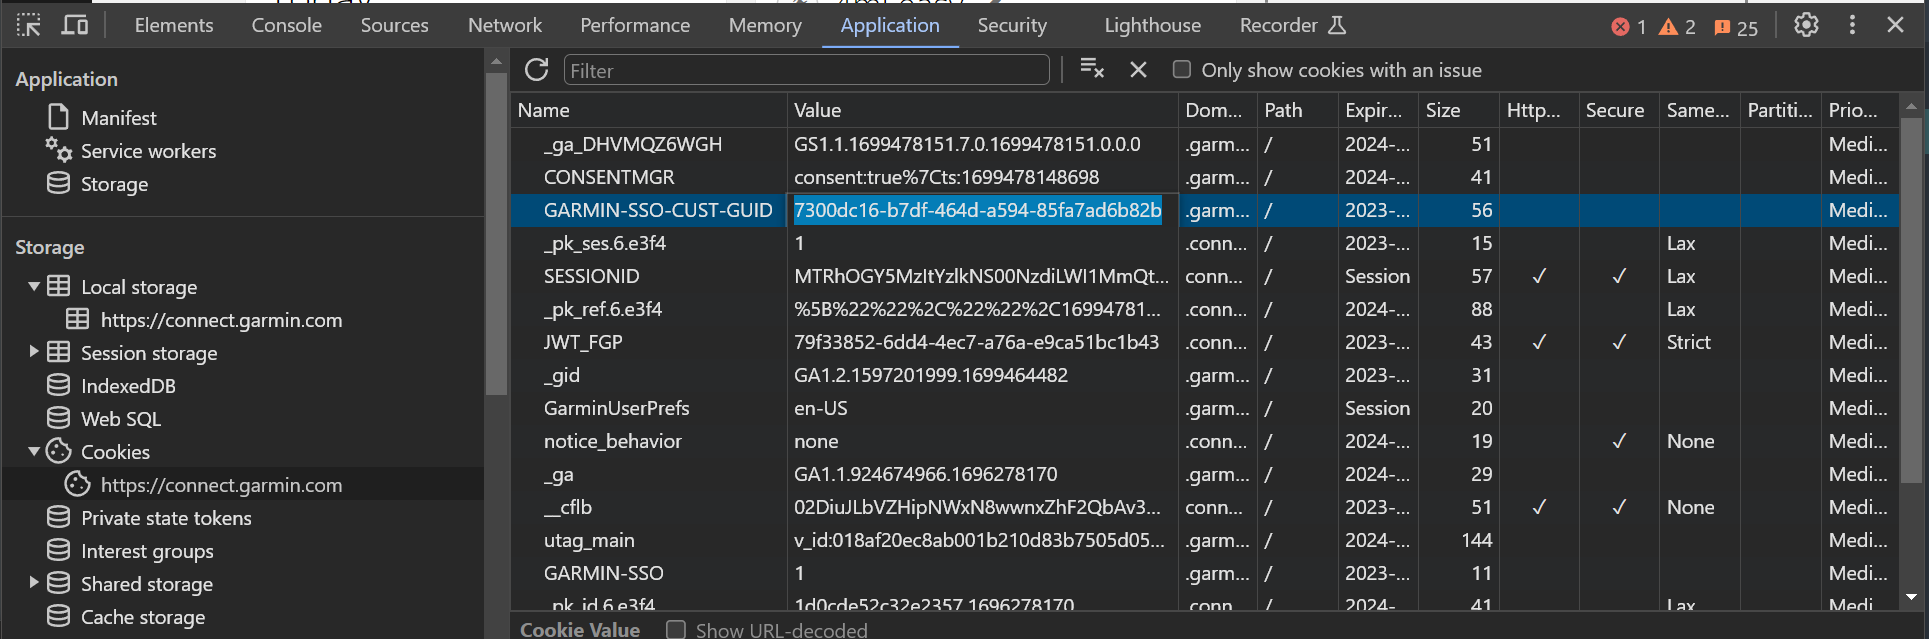 Elements Console Sources Network Performance Memory Application Security Lighthouse Recorder 1 2 25
Application
Manifest
Service workers
Storage
Storage
Local storage
https://connect.garmin.com
Session storage
IndexedDB
Web SQL
Cookies
https://connect.garmin.com
Private state tokens
Interest groups
Shared storage
Cache storage
Filter Only show cookies with an issue
Name Value Dom... Path Expir... Size Http... Secure Same... Partiti... Prio...
_ga_DHVMQZ6WGH GS1.1.1699478151.7.0.1699478151.0.0.0 .garm... / 2024-... 51 Medi...
CONSENTMGR consent:true%7Cts:1699478148698 .garm... / 2024-... 41 Medi...
GARMIN-SSO-CUST-GUID 7300dc16-b7df-464d-a594-85fa7ad6b82b .garm... / 2023-... 56 Medi...
_pk_ses.6.e3f4 1 .conn... / 2023-... 15 Lax Medi...
SESSIONID MTRhOGY5MzItYzlkNS00NzdiLWI1MmQt... conn... / Session 57 ✓ ✓ Lax Medi...
_pk_ref.6.e3f4 %5B%22%22%2C%22%22%2C16994781... .conn... / 2024-... 88 Lax Medi...
JWT_FGP 79f33852-6dd4-4ec7-a76a-e9ca51bc1b43 .conn... / 2023-... 43 ✓ ✓ Strict Medi...
_gid GA1.2.1597201999.1699464482 .garm... / 2023-... 31 Medi...
GarminUserPrefs en-US .garm... / Session 20 Medi...
notice_behavior none .conn... / 2024-... 19 ✓ None Medi...
_ga GA1.1.924674966.1696278170 .garm... / 2024-... 29 Medi...
__cflb 02DiuJLbVZHipNWxN8wwnxZhF2QbAv3... conn... / 2023-... 51 ✓ ✓ None Medi...
utag_main v_id:018af20ec8ab001b210d83b7505d05... .garm... / 2024-... 144 Medi...
GARMIN-SSO 1 .garm... / 2023-... 11 Medi...
_pk_id.6.e3f4 1d0cde52c32e2357.1696278170. .conn... / 2024-... 41 Lax Medi...
Cookie Value Show URL-decoded